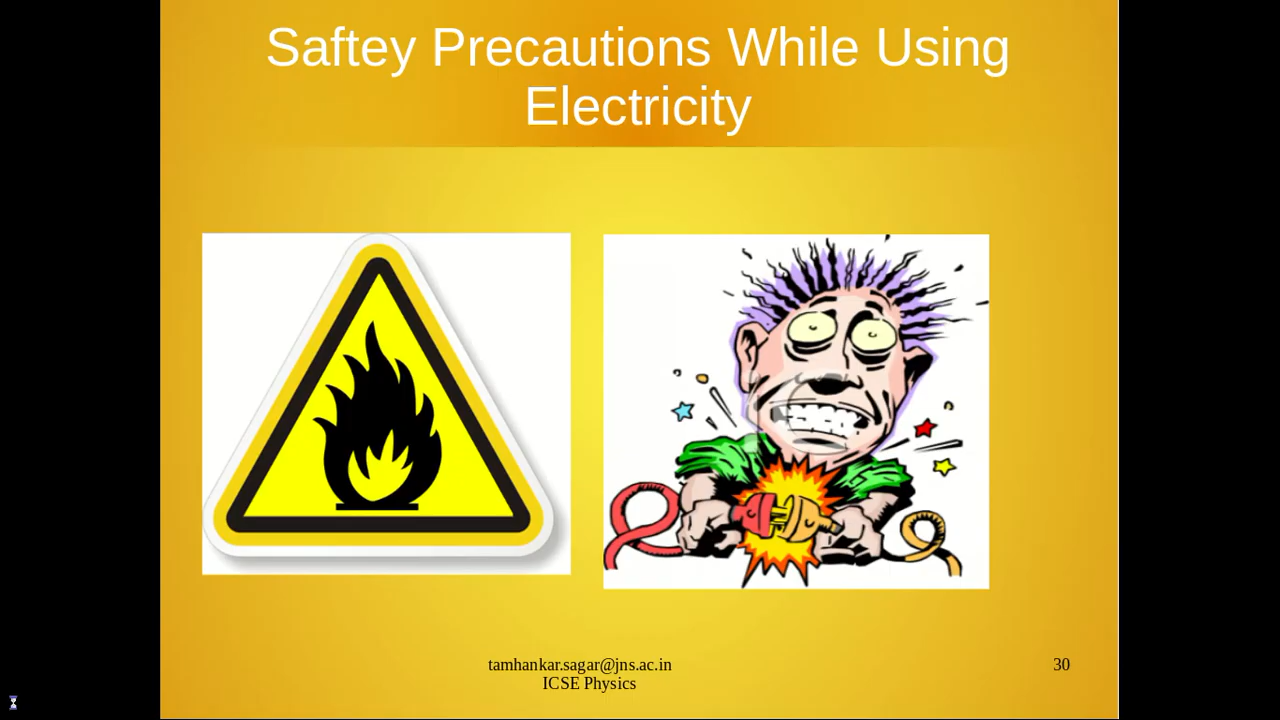 Saftey Precautions While Using
Electricity
tamhankar.sagar@jns.ac.in
ICSE Physics
30